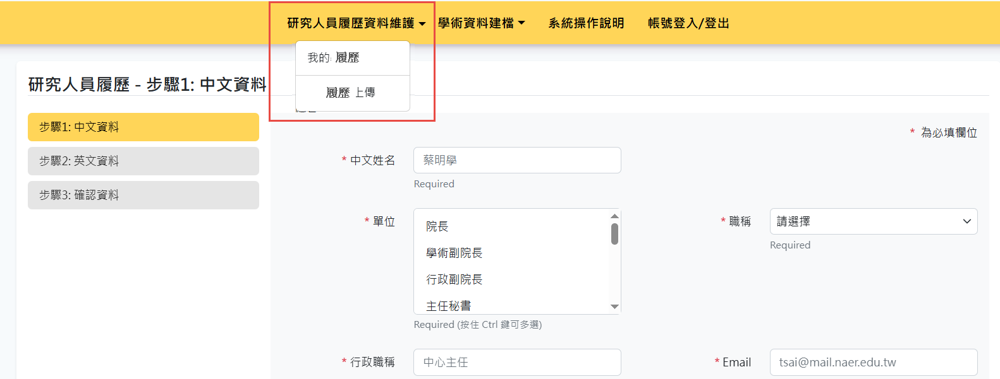 研究人員履歷資料維護 學術資料建檔 系統操作說明 帳號登入/登出
我的 履歷
履歷 上傳
研究人員履歷 - 步驟1: 中文資料
步驟1: 中文資料
步驟2: 英文資料
步驟3: 確認資料
* 為必填欄位
* 中文姓名 蔡明學
Required
* 單位 院長 * 職稱 請選擇
Required
學術副院長
行政副院長
主任秘書
Required (按住 Ctrl 鍵可多選)
* 行政職稱 中心主任 * Email tsai@mail.naer.edu.tw